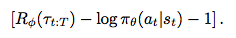 [R_ϕ(τ_{t:T}) − log π_θ(a_t|s_t) − 1] .